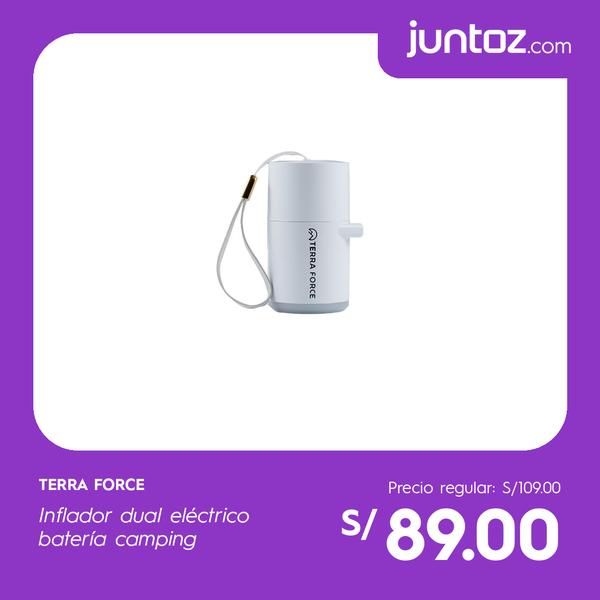 juntoz.com
TERRA FORCE
TERRA FORCE
Inflador dual eléctrico
batería camping
Precio regular: S/109.00
S/89.00